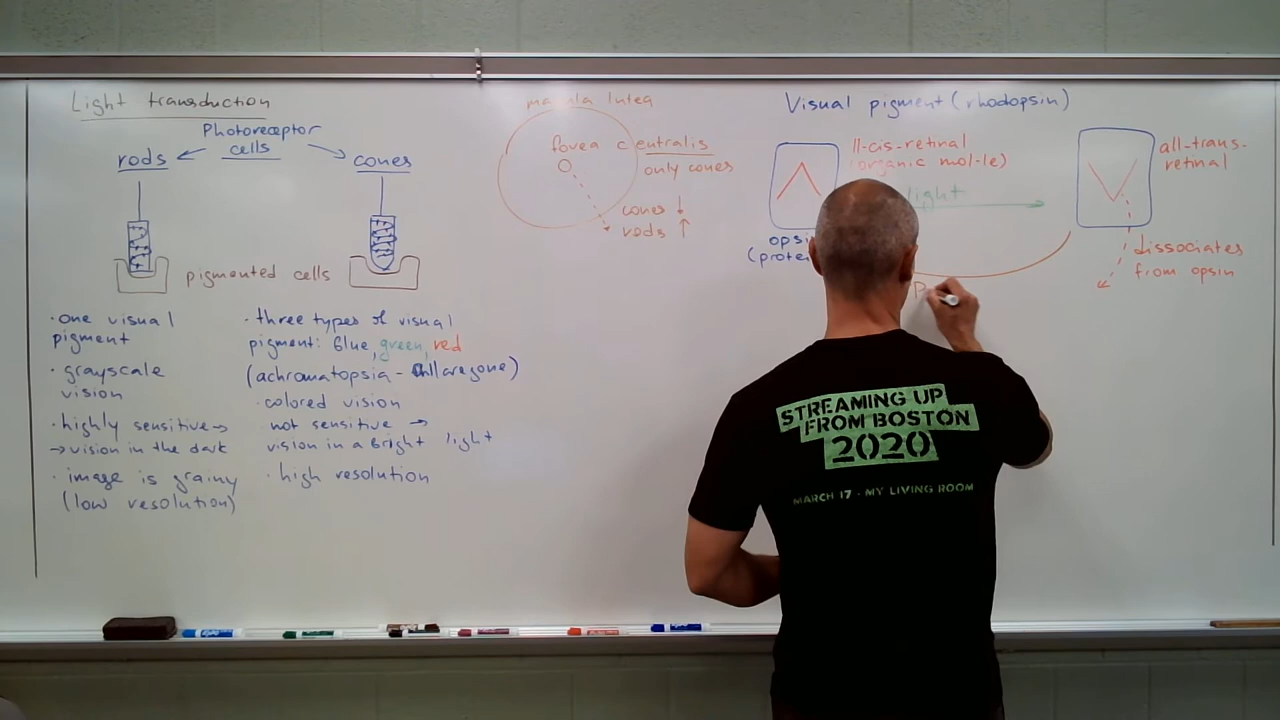 Light transduction
Photoreceptor
cells
rods
cones
pigmented cells
· one visual
pigment
· grayscale
vision
· highly sensitive →
→ vision in the dark
· image is grainy
(low resolution)
· three types of visual
pigment: blue, green, red
(achromatopsia -
· colored vision
not sensitive →
vision in a bright light
· high resolution
macula lutea
fovea centralis
only cones
cones ↓
rods ↑
Visual pigment (rhodopsin)
11-cis-retinal
(organic mol-le)
light
opsi
(protei
all-trans-
retinal
dissociates
from opsin
STREAMING UP
FROM BOSTON
2020
MARCH 17 - MY LIVING ROOM